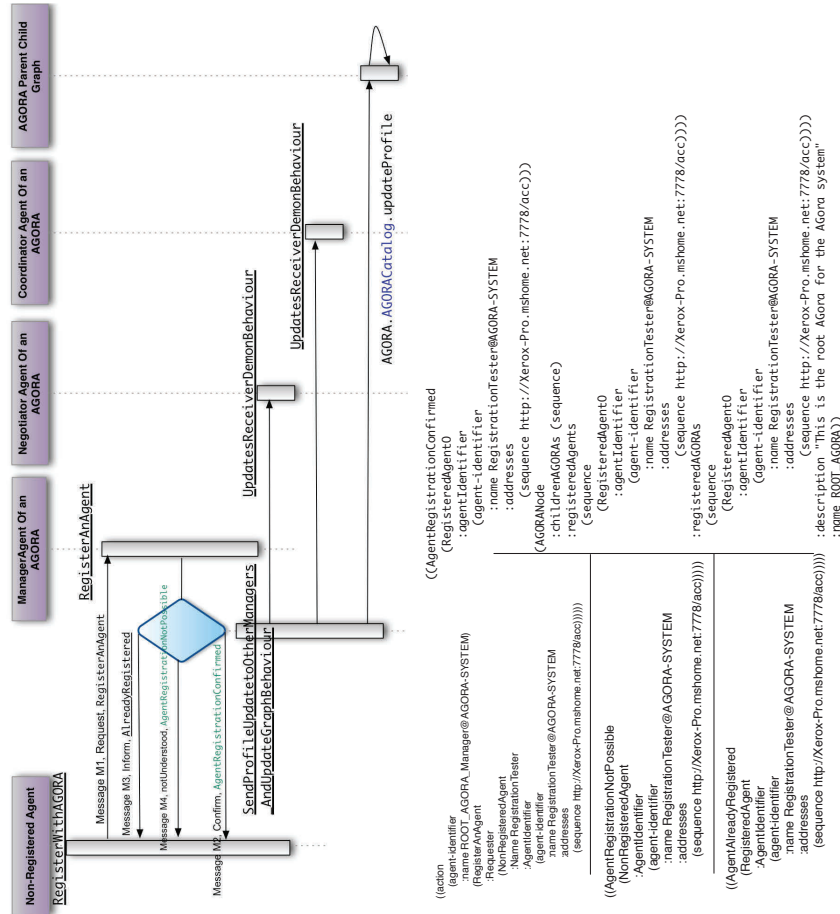 Non-Registered Agent
ManagerAgent Of an
AGORA
Negotiator Agent Of an
AGORA
Coordinator Agent Of an
AGORA
AGORA Parent Child
Graph
RegisterWithAGORA
RegisterAnAgent
Message M1, Request, RegisterAnAgent
Message M3, Inform, AlreadyRegistered
Message M4, notUnderstood, AgentRegistrationNotPossible
Message M2, Confirm, AgentRegistrationConfirmed
SendProfileUpdatetoOtherManagers
AndUpdateGraphBehaviour
UpdatesReceiverDemonBehaviour
UpdatesReceiverDemonBehaviour
AGORA.AGORACatalog.updateProfile
((action
(agent-identifier
:name ROOT_AGORA_Manager@AGORA-SYSTEM)
(RegisterAnAgent
:Requester
(NonRegisteredAgent
:Name RegistrationTester
:AgentIdentifier
(agent-identifier
:name RegistrationTester@AGORA-SYSTEM
:addresses
(sequence http://Xerox-Pro.mshome.net:7778/acc))))))
((AgentRegistrationNotPossible
(NonRegisteredAgent
:AgentIdentifier
(agent-identifier
:name RegistrationTester@AGORA-SYSTEM
:addresses
(sequence http://Xerox-Pro.mshome.net:7778/acc)))))
((AgentAlreadyRegistered
(RegisteredAgent
:AgentIdentifier
(agent-identifier
:name RegistrationTester@AGORA-SYSTEM
:addresses
(sequence http://Xerox-Pro.mshome.net:7778/acc)))))
((AgentRegistrationConfirmed
(RegisteredAgentO
:agentIdentifier
(agent-identifier
:name RegistrationTester@AGORA-SYSTEM
:addresses
(sequence http://Xerox-Pro.mshome.net:7778/acc)))
(AGORANode
:childrenAGORAs (sequence)
:registeredAgents
(sequence
(RegisteredAgentO
:agentIdentifier
(agent-identifier
:name RegistrationTester@AGORA-SYSTEM
:addresses
(sequence http://Xerox-Pro.mshome.net:7778/acc))))
:registeredAGORAs
(sequence
(RegisteredAgentO
:agentIdentifier
(agent-identifier
:name RegistrationTester@AGORA-SYSTEM
:addresses
(sequence http://Xerox-Pro.mshome.net:7778/acc))))
:description "This is the root AGora for the AGora system"
:name ROOT_AGORA))